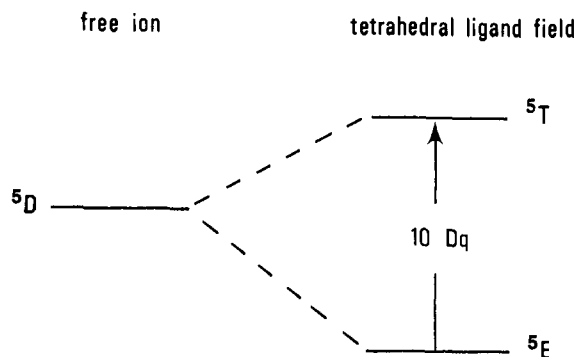 free ion
tetrahedral ligand field
⁵T
⁵D
10 Dq
⁵E